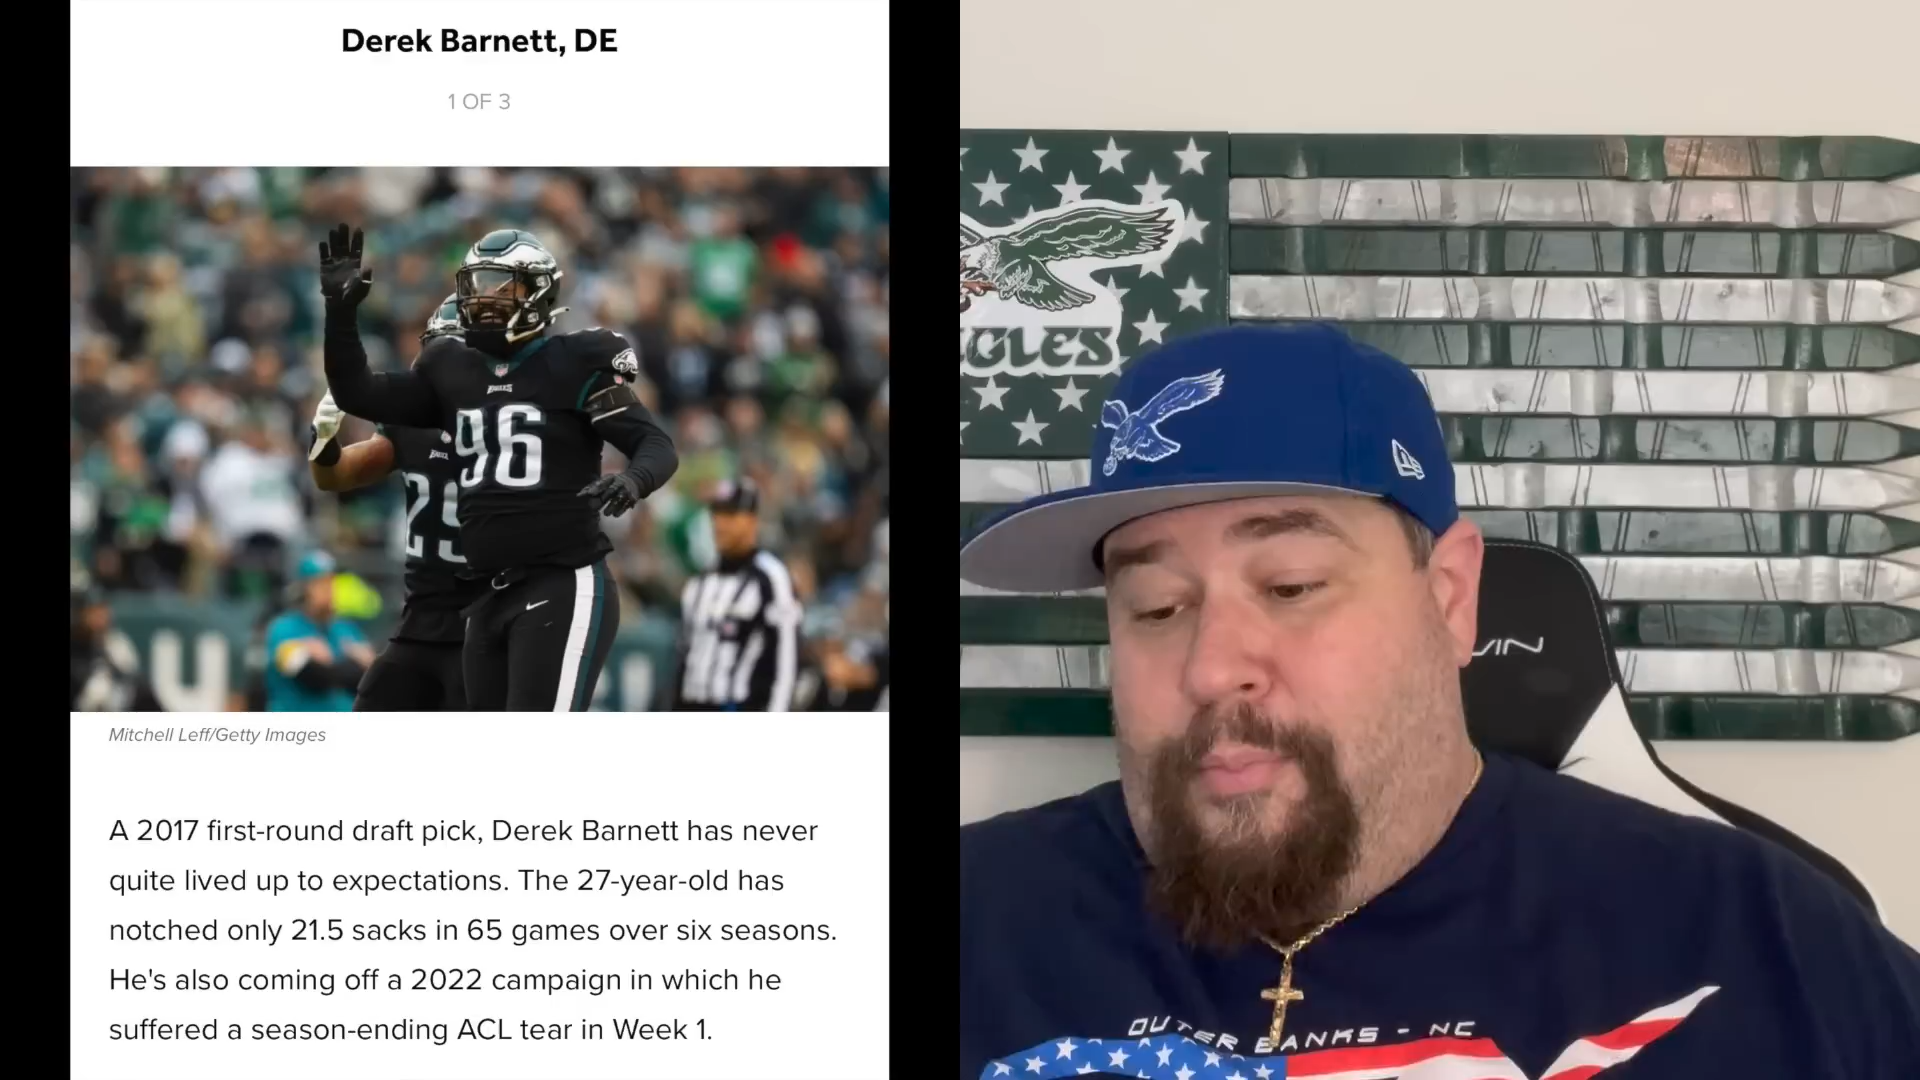 Derek Barnett, DE
1 OF 3
EAGLES
96
29
Mitchell Leff/Getty Images
A 2017 first-round draft pick, Derek Barnett has never
quite lived up to expectations. The 27-year-old has
notched only 21.5 sacks in 65 games over six seasons.
He's also coming off a 2022 campaign in which he
suffered a season-ending ACL tear in Week 1.
GLES
VIN
OUTER BANKS - NC